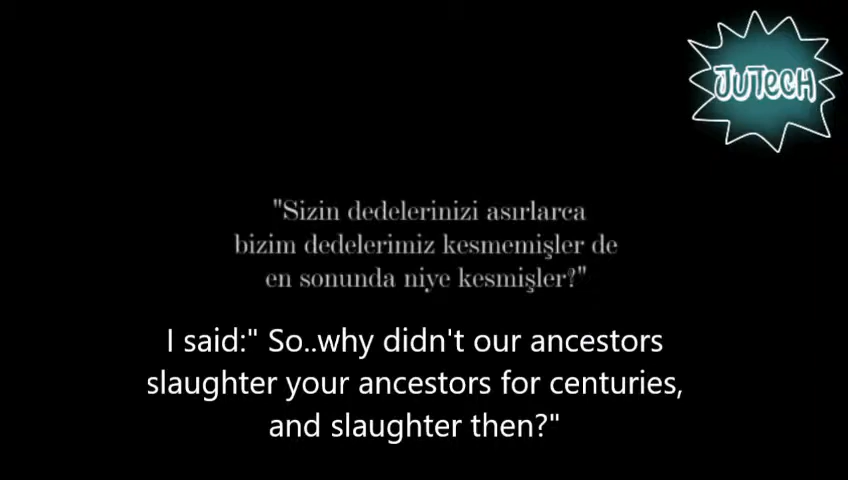 JUTECH
"Sizin dedelerinizi asırlarca
bizim dedelerimiz kesmemişler de
en sonunda niye kesmişler?"
I said:" So..why didn't our ancestors
slaughter your ancestors for centuries,
and slaughter then?"